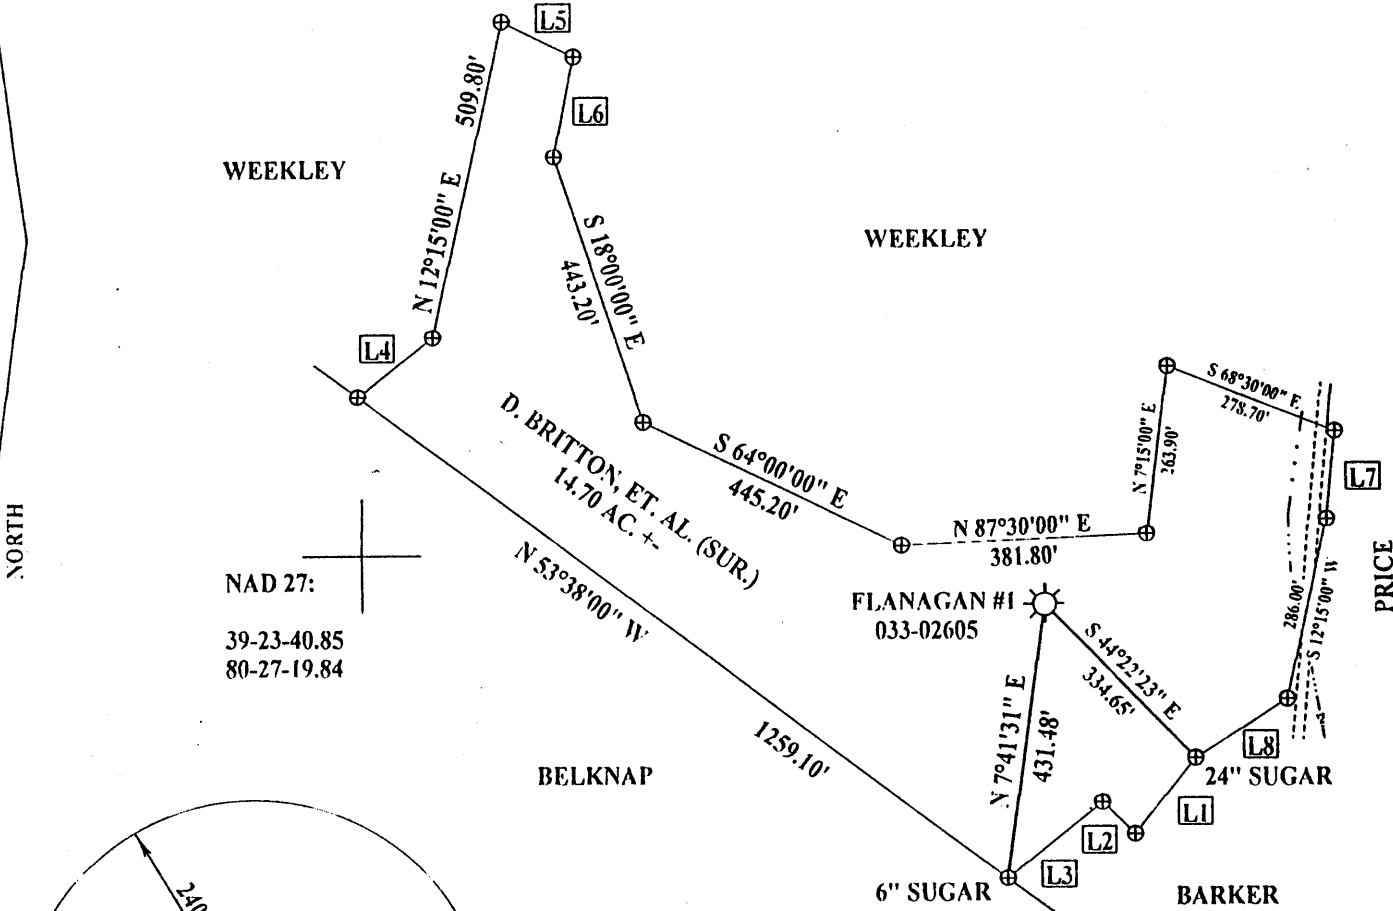 L5
509.80'
N 12°15'00" E
L6
WEEKLEY
WEEKLEY
S 18°00'00" E
443.20'
L4
S 68°30'00" E
278.70'
N 7°15'00" E
263.90'
L7
D. BRITTON, ET. AL. (SUR.)
14.70 AC. +-
S 64°00'00" E
445.20'
N 87°30'00" E
381.80'
NORTH
NAD 27:
39-23-40.85
80-27-19.84
N 53°38'00" W
1259.10'
FLANAGAN #1
033-02605
S 44°22'23" E
334.65'
N 7°41'31" E
431.48'
286.00'
S 12°15'00" W
PRICE
L8
24" SUGAR
BELKNAP
L1
L2
L3
6" SUGAR
BARKER
240